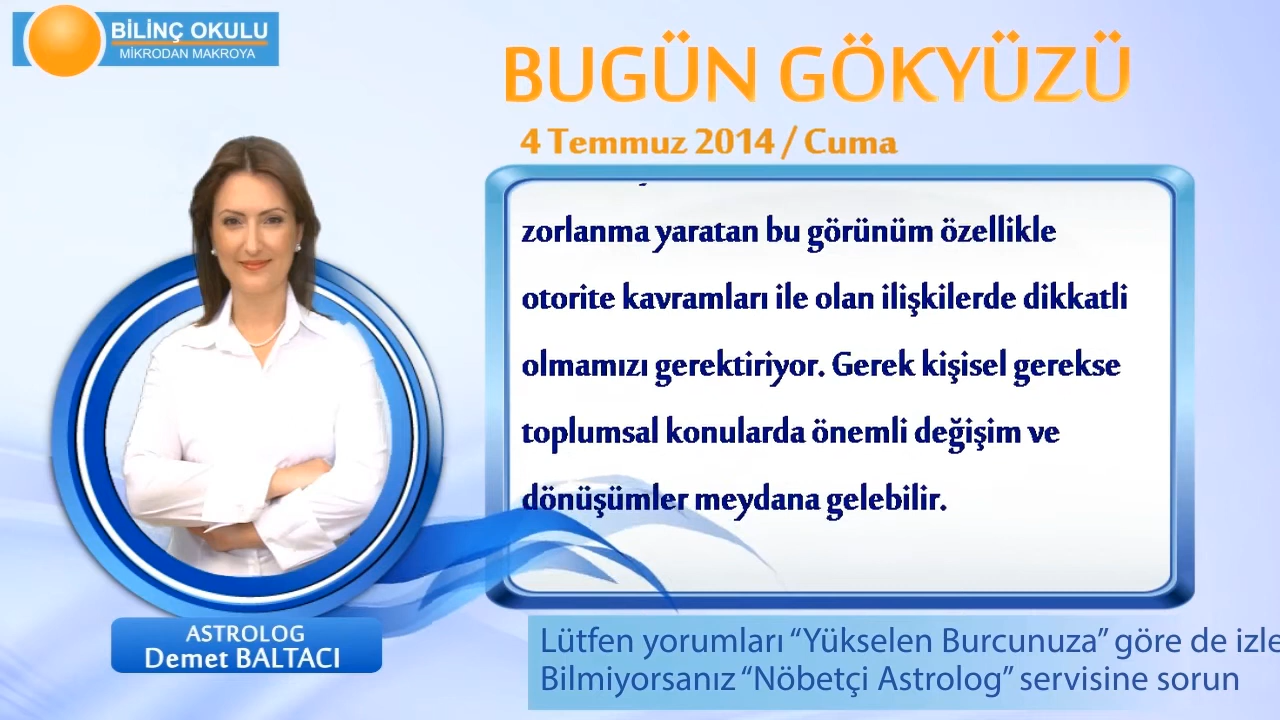 BİLİNÇ OKULU
MİKRODAN MAKROYA
BUGÜN GÖKYÜZÜ
4 Temmuz 2014 / Cuma
zorlanma yaratan bu görünüm özellikle
otorite kavramları ile olan ilişkilerde dikkatli
olmamızı gerektiriyor. Gerek kişisel gerekse
toplumsal konularda önemli değişim ve
dönüşümler meydana gelebilir.
ASTROLOG
Demet BALTACI
Lütfen yorumları “Yükselen Burcunuza” göre de izle
Bilmiyorsanız “Nöbetçi Astrolog” servisine sorun